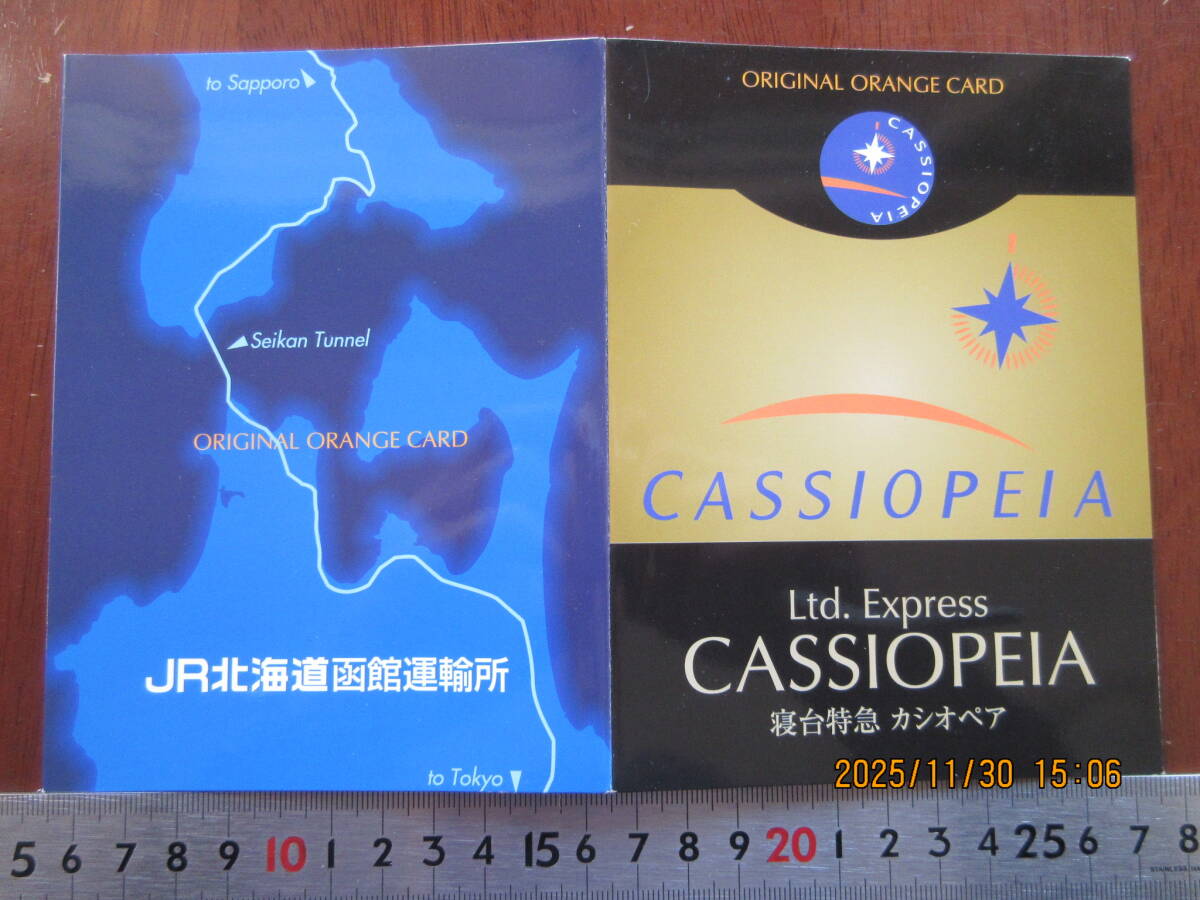 to Sapporo
Seikan Tunnel
ORIGINAL ORANGE CARD
JR北海道函館運輸所
to Tokyo
ORIGINAL ORANGE CARD
CASSIOPEIA
CASSIOPEIA
CASSIOPEIA
Ltd. Express
CASSIOPEIA
寝台特急 カシオペア
2025/11/30 15:06
5 6 7 8 9 10 1 2 3 4 15 6 7 8 9 20 1 2 3 4 25 6 7 8